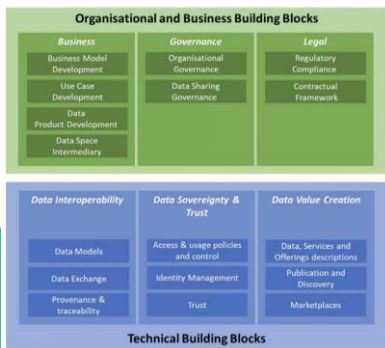 Organisational and Business Building Blocks
Business
Business Model
Development
Use Case
Development
Data
Product Development
Data Space
Intermediary
Governance
Organisational
Governance
Data Sharing
Governance
Legal
Regulatory
Compliance
Contractual
Framework
Data Interoperability
Data Models
Data Exchange
Provenance &
traceability
Data Sovereignty &
Trust
Access & usage policies
and control
Identity Management
Trust
Data Value Creation
Data, Services and
Offerings descriptions
Publication and
Discovery
Marketplaces
Technical Building Blocks